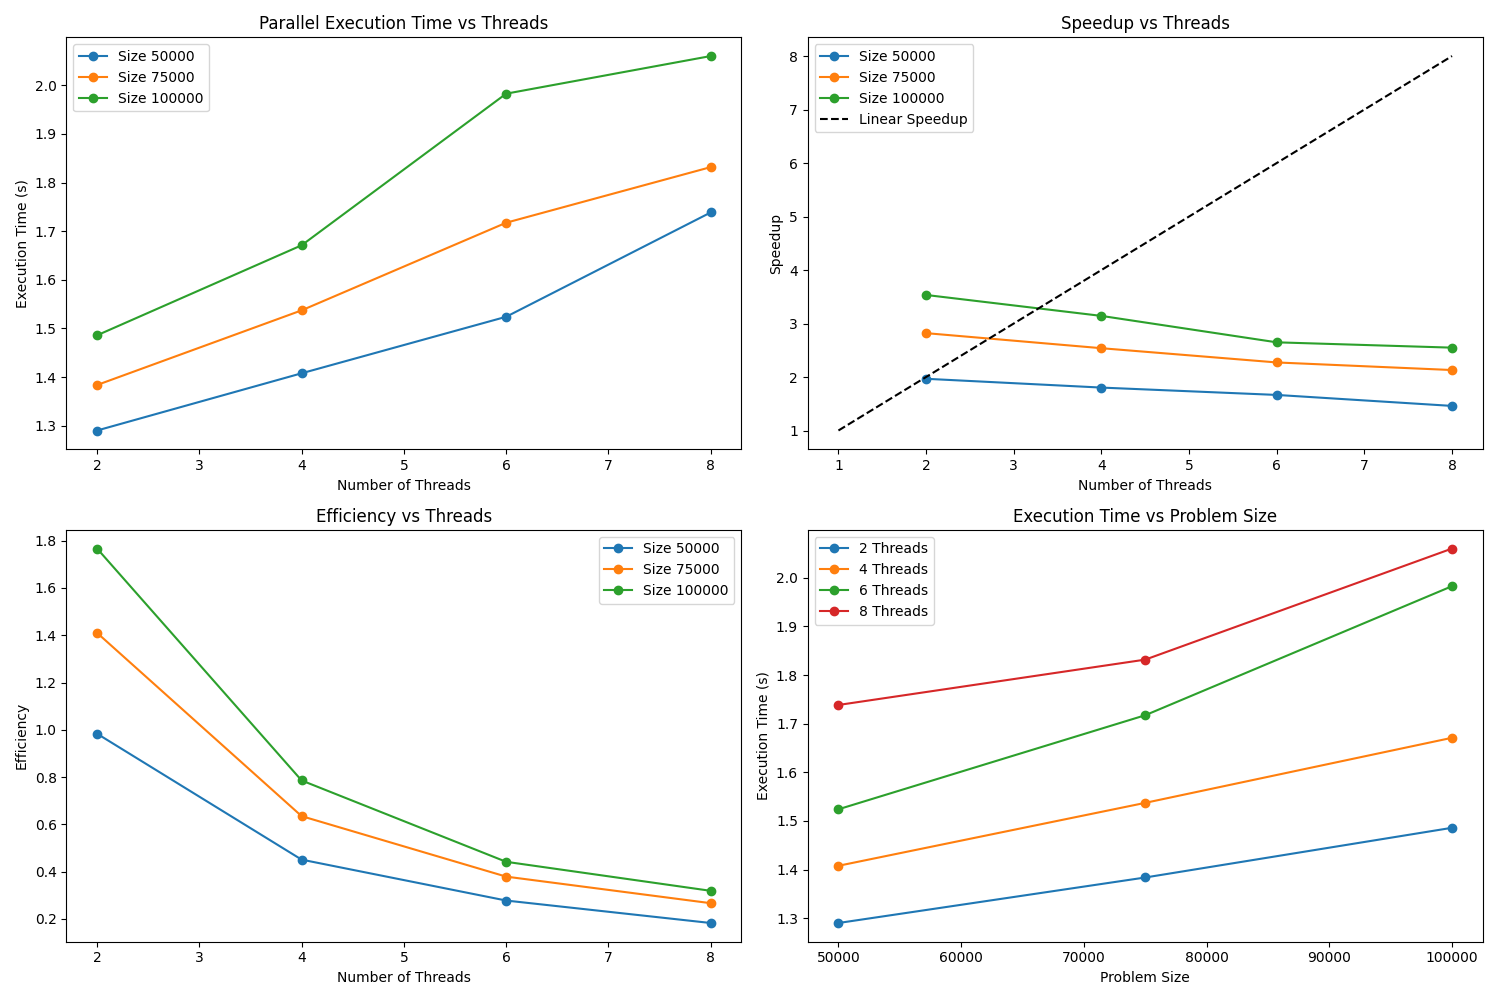 Parallel Execution Time vs Threads
Size 50000
Size 75000
Size 100000
2.0
1.9
1.8
1.7
1.6
1.5
1.4
1.3
Execution Time (s)
2 3 4 5 6 7 8
Number of Threads
Speedup vs Threads
Size 50000
Size 75000
Size 100000
Linear Speedup
8
7
6
5
4
3
2
1
Speedup
1 2 3 4 5 6 7 8
Number of Threads
Efficiency vs Threads
Size 50000
Size 75000
Size 100000
1.8
1.6
1.4
1.2
1.0
0.8
0.6
0.4
0.2
Efficiency
2 3 4 5 6 7 8
Number of Threads
Execution Time vs Problem Size
2 Threads
4 Threads
6 Threads
8 Threads
2.0
1.9
1.8
1.7
1.6
1.5
1.4
1.3
Execution Time (s)
50000 60000 70000 80000 90000 100000
Problem Size